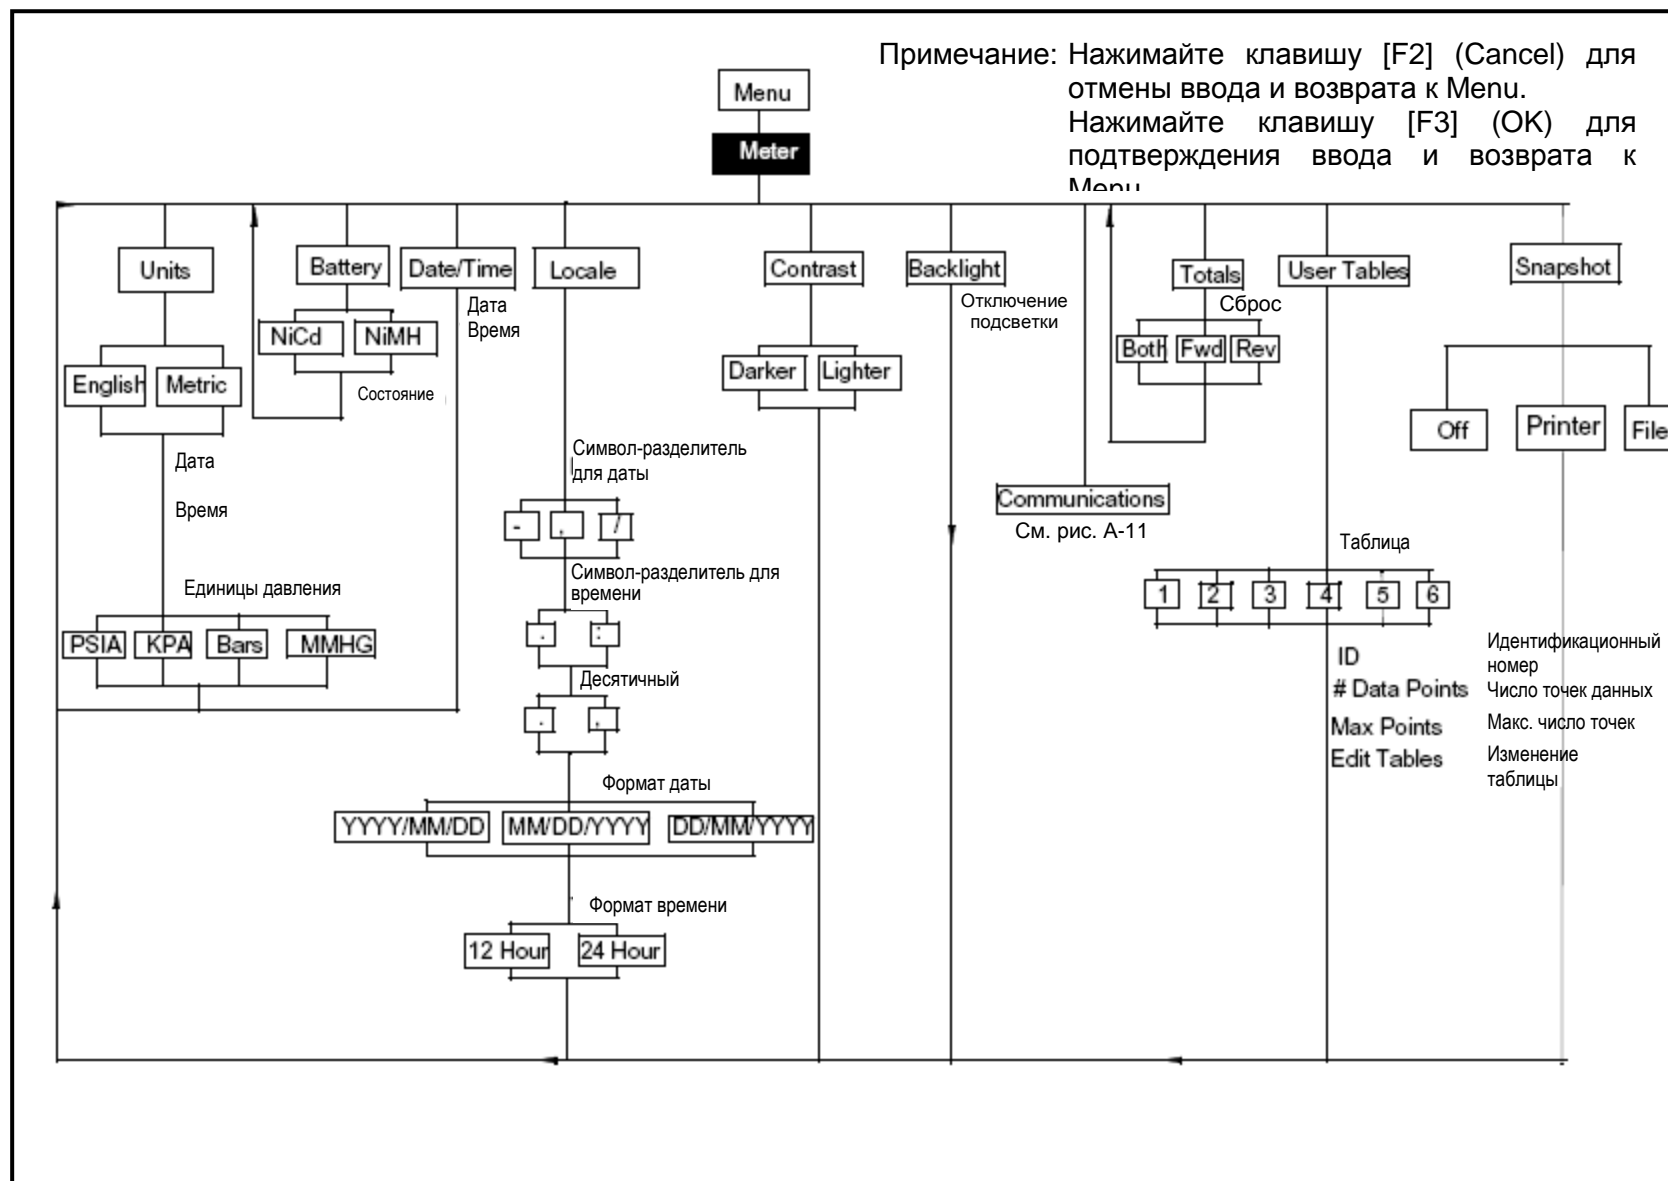 Примечание: Нажимайте клавишу [F2] (Cancel) для
отмены ввода и возврата к Menu.
Нажимайте клавишу [F3] (OK) для
подтверждения ввода и возврата к
Menu
Menu
Meter
Units
Battery
Date/Time
Locale
Contrast
Backlight
Totals
User Tables
Snapshot
Дата
Время
Отключение
подсветки
Сброс
NiCd
NiMH
Both
Fwd
Rev
English
Metric
Состояние
Darker
Lighter
Off
Printer
File
Дата
Время
Символ-разделитель
для даты
-
,
/
Communications
См. рис. А-11
Символ-разделитель для
времени
.
:
Таблица
1
2
3
4
5
6
Единицы давления
PSIA
KPA
Bars
MMHG
Десятичный
.
,
ID
Идентификационный
номер
# Data Points
Число точек данных
Max Points
Макс. число точек
Edit Tables
Изменение
таблицы
Формат даты
YYYY/MM/DD
MM/DD/YYYY
DD/MM/YYYY
Формат времени
12 Hour
24 Hour